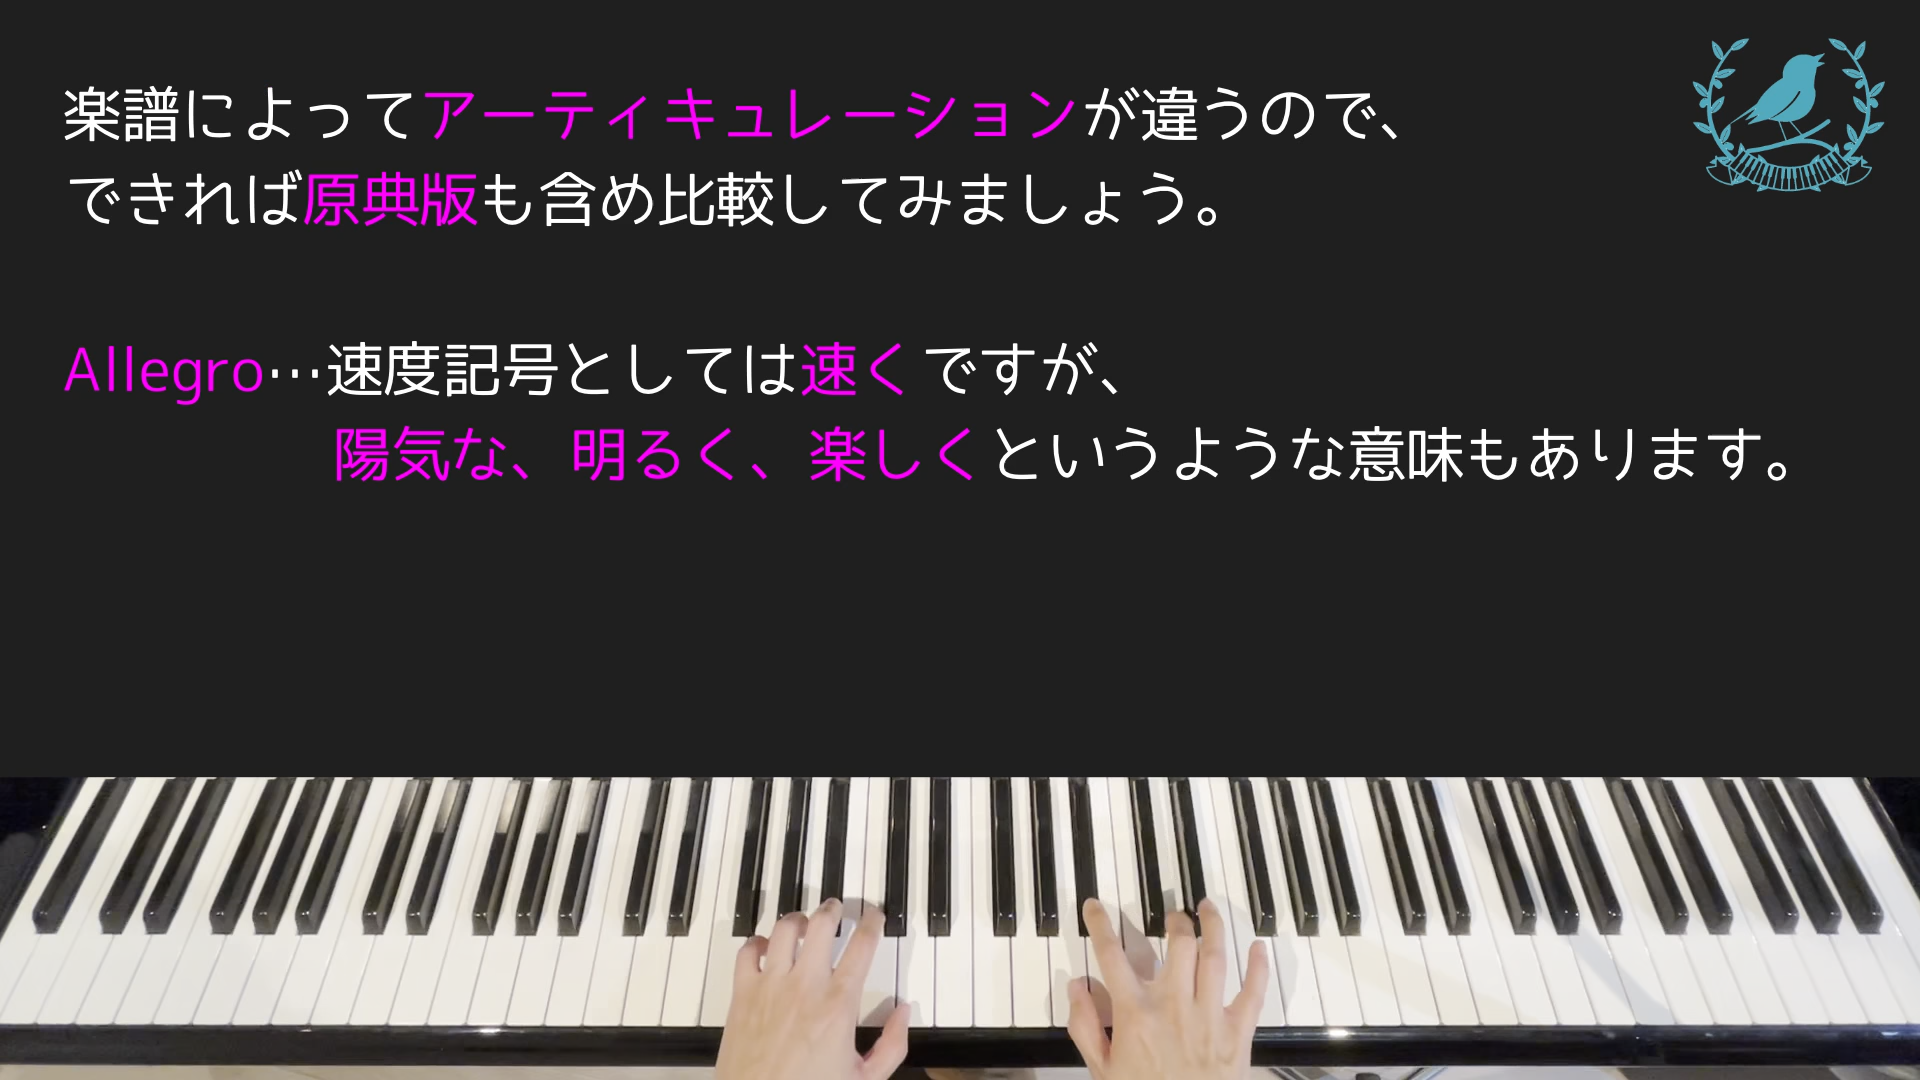 楽譜によってアーティキュレーションが違うので、
できれば原典版も含め比較してみましょう。
Allegro…速度記号としては速くですが、
陽気な、明るく、楽しくというような意味もあります。